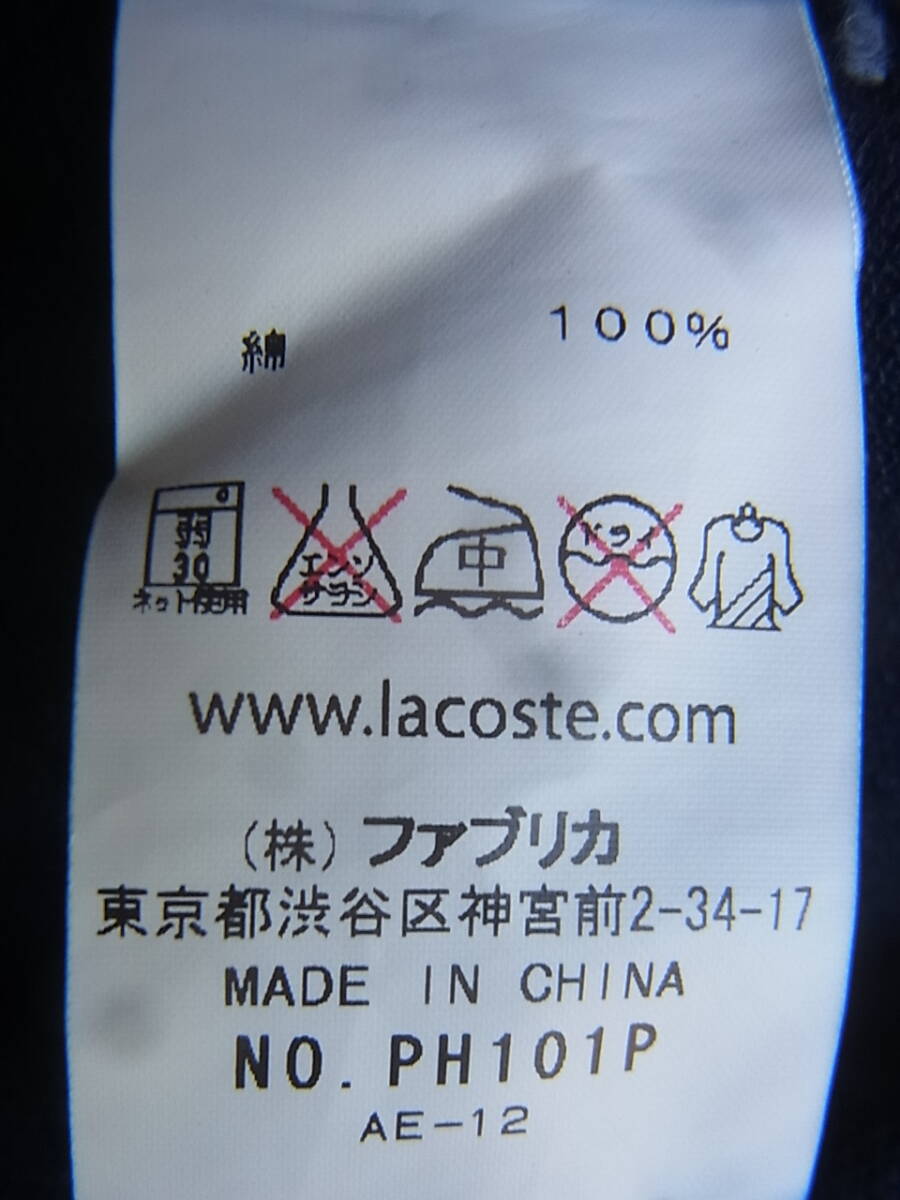 綿 100%
弱
30
ネット使用
エンソ
サラシ
中
ドライ
www.lacoste.com
(株)ファブリカ
東京都渋谷区神宮前2-34-17
MADE IN CHINA
NO. PH101P
AE-12